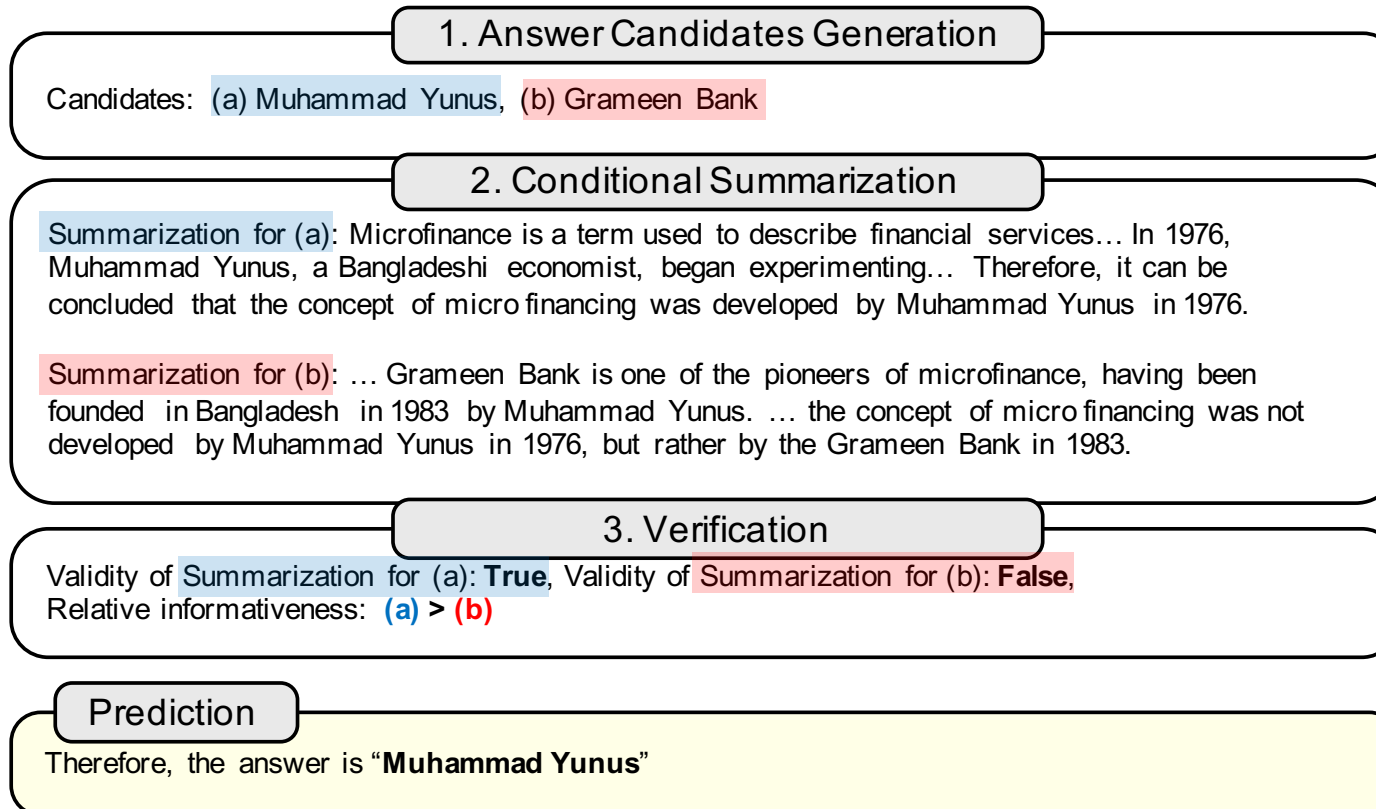 1. Answer Candidates Generation
Candidates: (a) Muhammad Yunus, (b) Grameen Bank
2. Conditional Summarization
Summarization for (a): Microfinance is a term used to describe financial services... In 1976,
Muhammad Yunus, a Bangladeshi economist, began experimenting... Therefore, it can be
concluded that the concept of micro financing was developed by Muhammad Yunus in 1976.
Summarization for (b): ... Grameen Bank is one of the pioneers of microfinance, having been
founded in Bangladesh in 1983 by Muhammad Yunus. ... the concept of micro financing was not
developed by Muhammad Yunus in 1976, but rather by the Grameen Bank in 1983.
3. Verification
Validity of Summarization for (a): True, Validity of Summarization for (b): False,
Relative informativeness: (a) > (b)
Prediction
Therefore, the answer is “Muhammad Yunus”